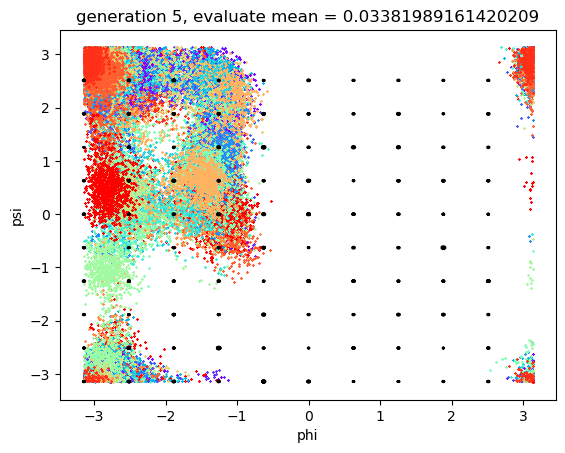 generation 5, evaluate mean = 0.03381989161420209
3
2
1
0
−1
−2
−3
psi
−3 −2 −1 0 1 2 3
phi